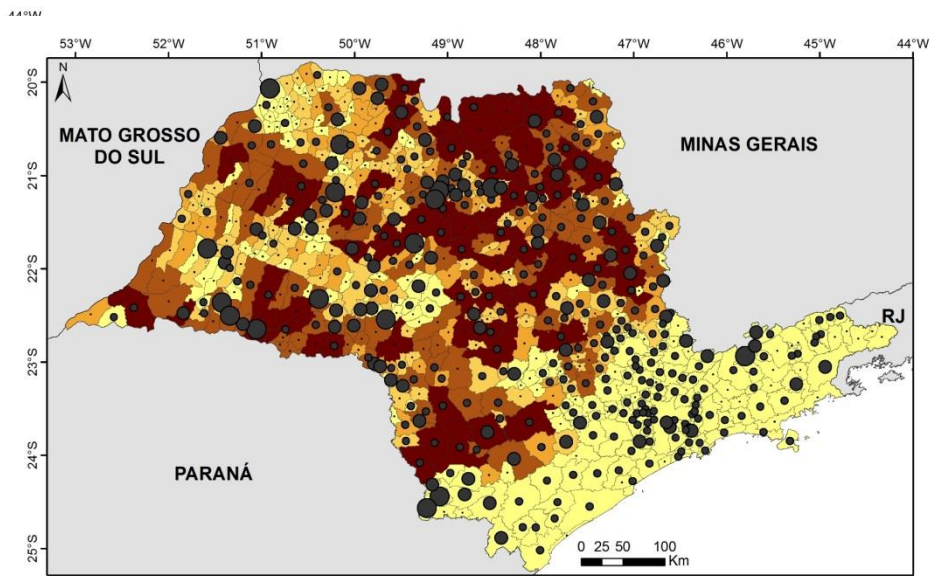 44°W
53°W 52°W 51°W 50°W 49°W 48°W 47°W 46°W 45°W 44°W
N
20°S
MATO GROSSO
DO SUL
MINAS GERAIS
21°S
22°S
RJ
23°S
24°S
PARANÁ
25°S
0 25 50 100
Km